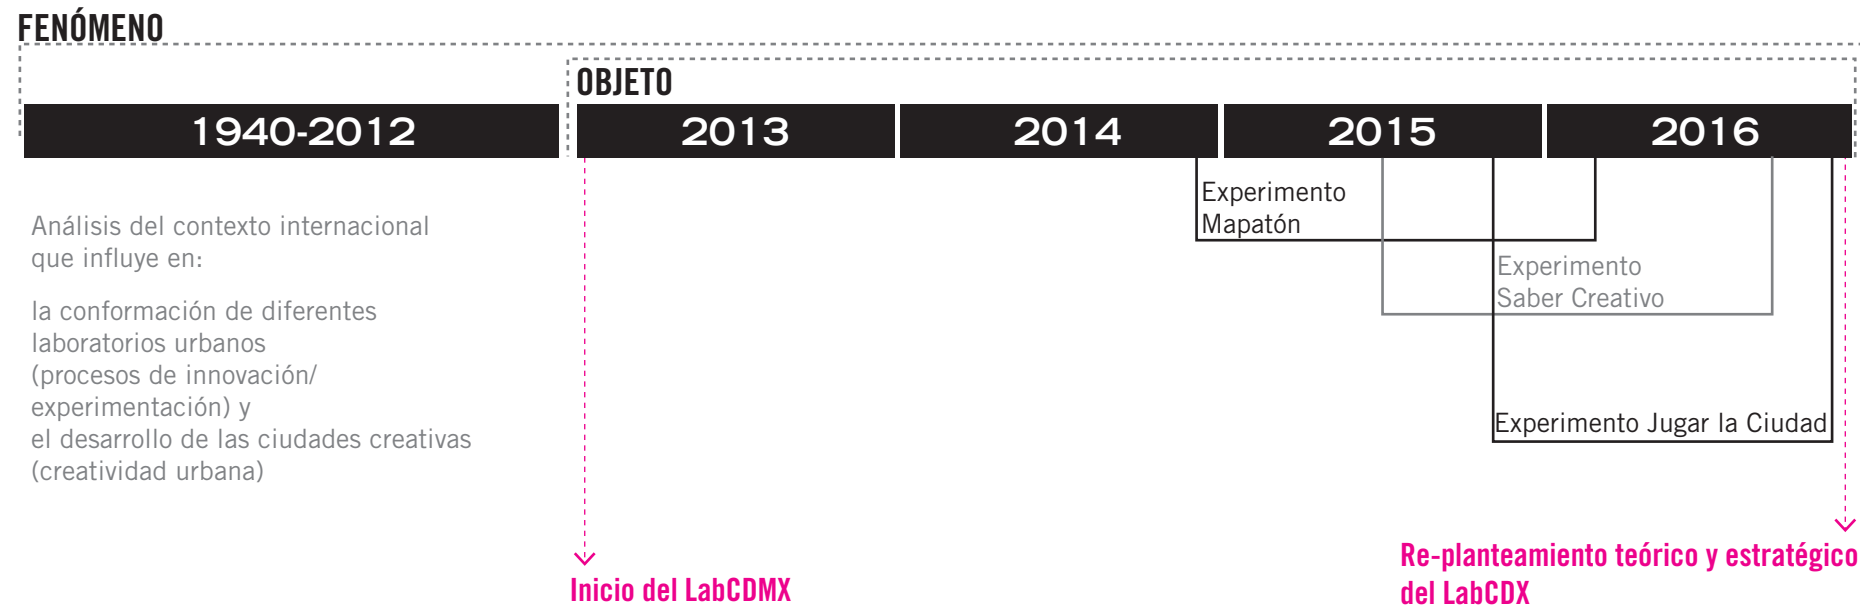 FENÓMENO
OBJETO
1940-2012
2013
2014
2015
2016
Análisis del contexto internacional
que influye en:
la conformación de diferentes
laboratorios urbanos
(procesos de innovación/
experimentación) y
el desarrollo de las ciudades creativas
(creatividad urbana)
Experimento
Mapatón
Experimento
Saber Creativo
Experimento Jugar la Ciudad
Inicio del LabCDMX
Re-planteamiento teórico y estratégico
del LabCDX